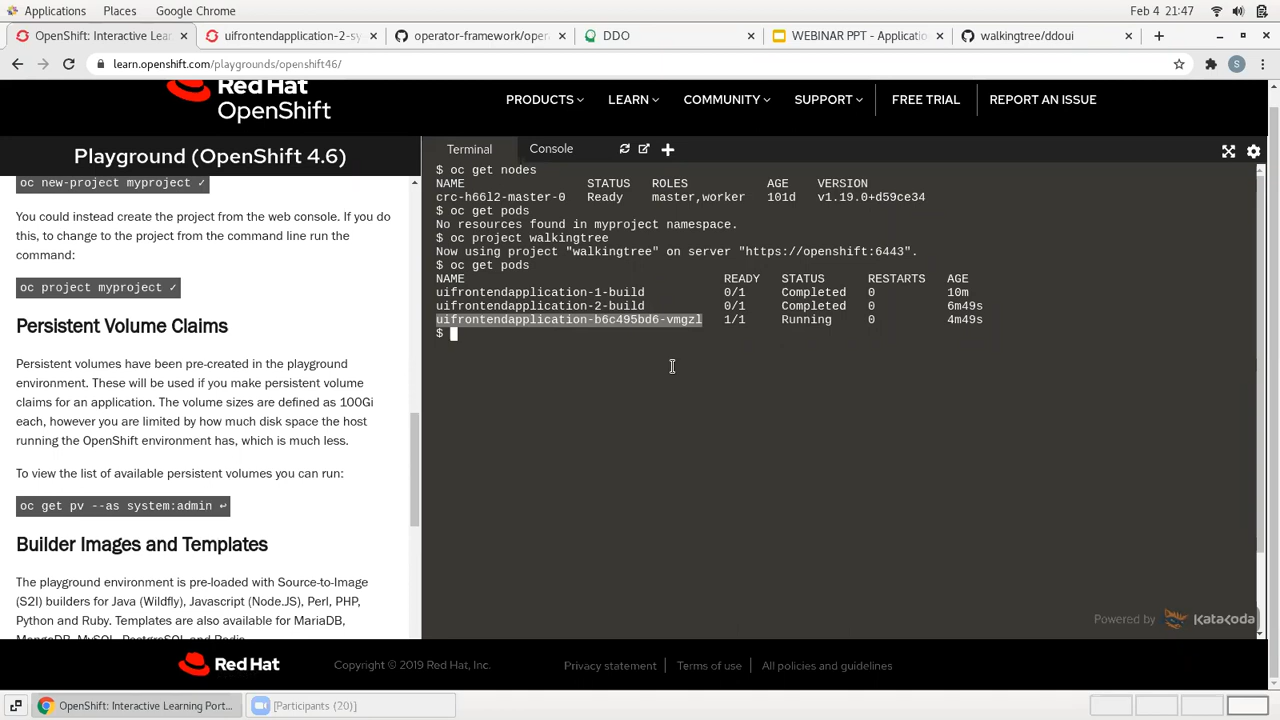 Applications Places Google Chrome Feb 4 21:47
OpenShift: Interactive Lea
uifrontendapplication-2-sy
operator-framework/oper
DDO
WEBINAR PPT - Applicatio
walkingtree/ddoui
learn.openshift.com/playgrounds/openshift46/
Red Hat
OpenShift
PRODUCTS LEARN COMMUNITY SUPPORT FREE TRIAL REPORT AN ISSUE
Playground (OpenShift 4.6)
oc new-project myproject ✓
You could instead create the project from the web console. If you do
this, to change to the project from the command line run the
command:
oc project myproject ✓
Persistent Volume Claims
Persistent volumes have been pre-created in the playground
environment. These will be used if you make persistent volume
claims for an application. The volume sizes are defined as 100Gi
each, however you are limited by how much disk space the host
running the OpenShift environment has, which is much less.
To view the list of available persistent volumes you can run:
oc get pv --as system:admin ↩
Builder Images and Templates
The playground environment is pre-loaded with Source-to-Image
(S2I) builders for Java (Wildfly), Javascript (Node.JS), Perl, PHP,
Python and Ruby. Templates are also available for MariaDB,
MongoDB, MySQL, PostgreSQL and Redis.
Terminal Console
$ oc get nodes
NAME STATUS ROLES AGE VERSION
crc-h66l2-master-0 Ready master,worker 101d v1.19.0+d59ce34
$ oc get pods
No resources found in myproject namespace.
$ oc project walkingtree
Now using project "walkingtree" on server "https://openshift:6443".
$ oc get pods
NAME READY STATUS RESTARTS AGE
uifrontendapplication-1-build 0/1 Completed 0 10m
uifrontendapplication-2-build 0/1 Completed 0 6m49s
uifrontendapplication-b6c495bd6-vmgzl 1/1 Running 0 4m49s
$
Powered by Katakoda
Red Hat Copyright © 2019 Red Hat, Inc. Privacy statement Terms of use All policies and guidelines
OpenShift: Interactive Learning Port...
[Participants (20)]